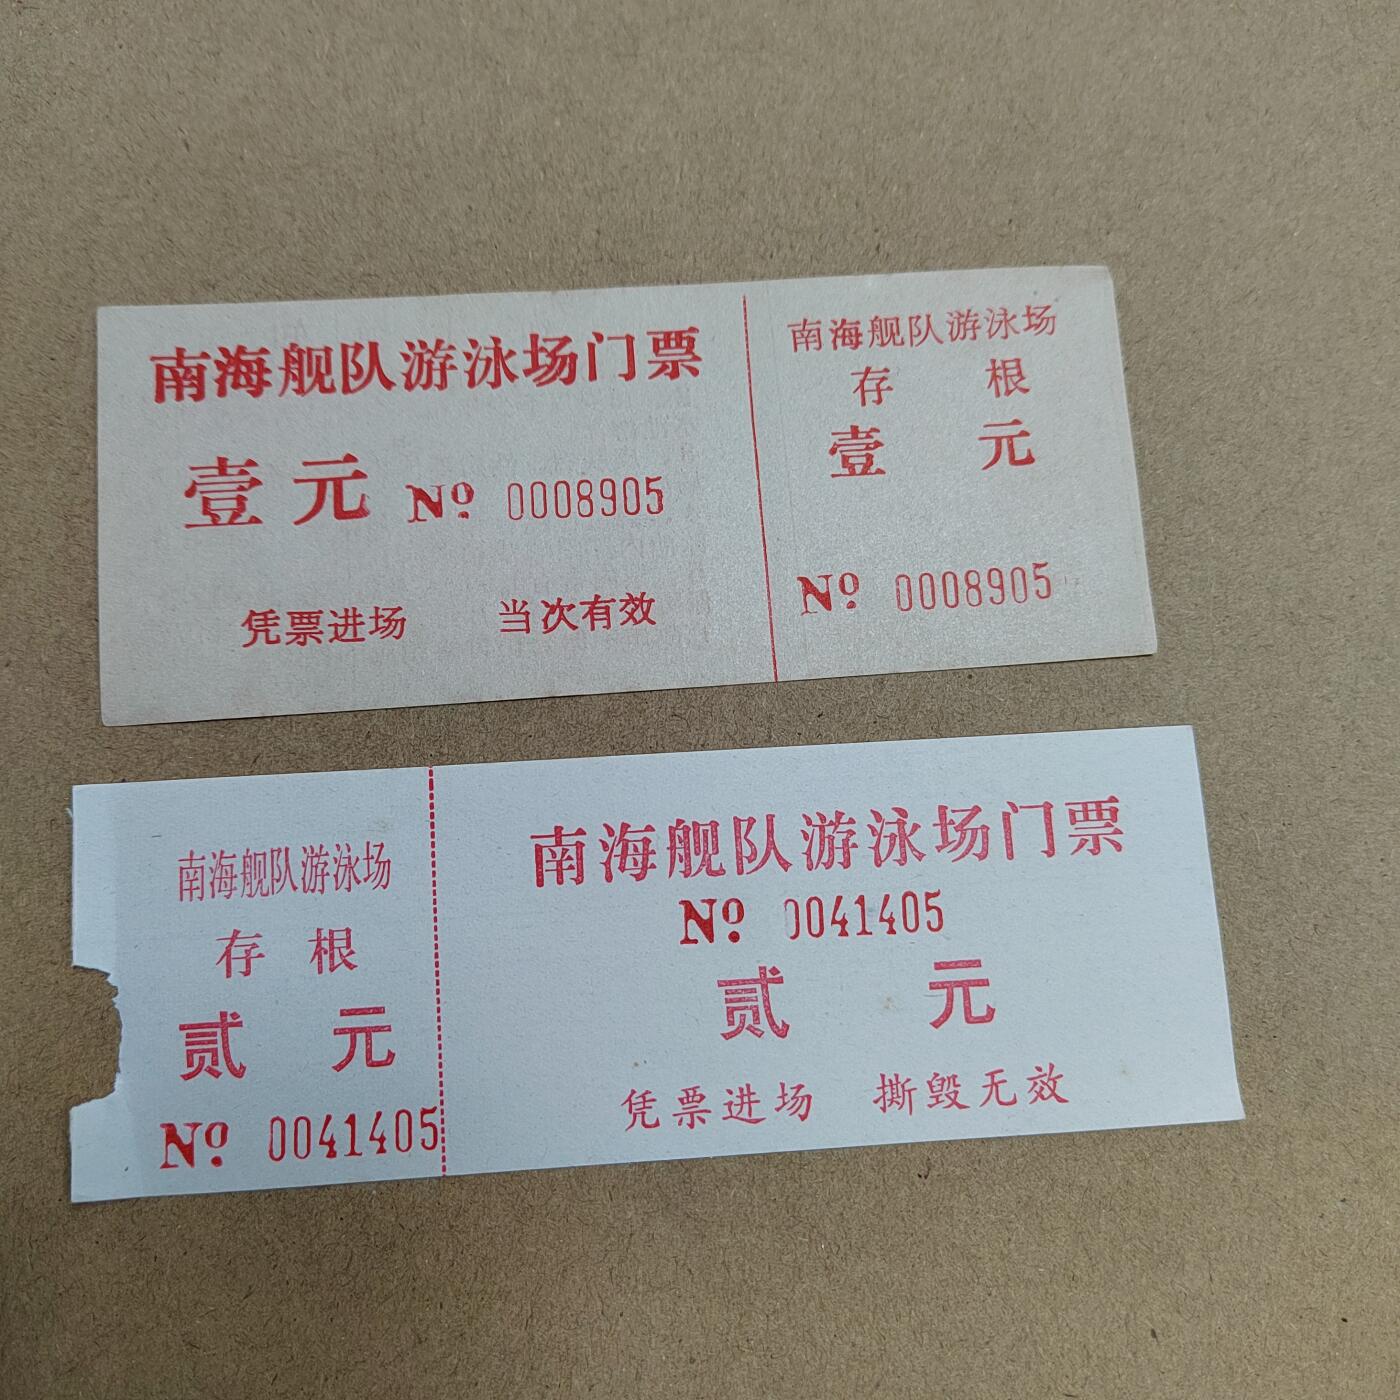 南海舰队游泳场门票
壹元 Nº 0008905
凭票进场 当次有效
南海舰队游泳场
存根
壹元
Nº 0008905
南海舰队游泳场
存根
贰元
Nº 0041405
南海舰队游泳场门票
Nº 0041405
贰元
凭票进场 撕毁无效